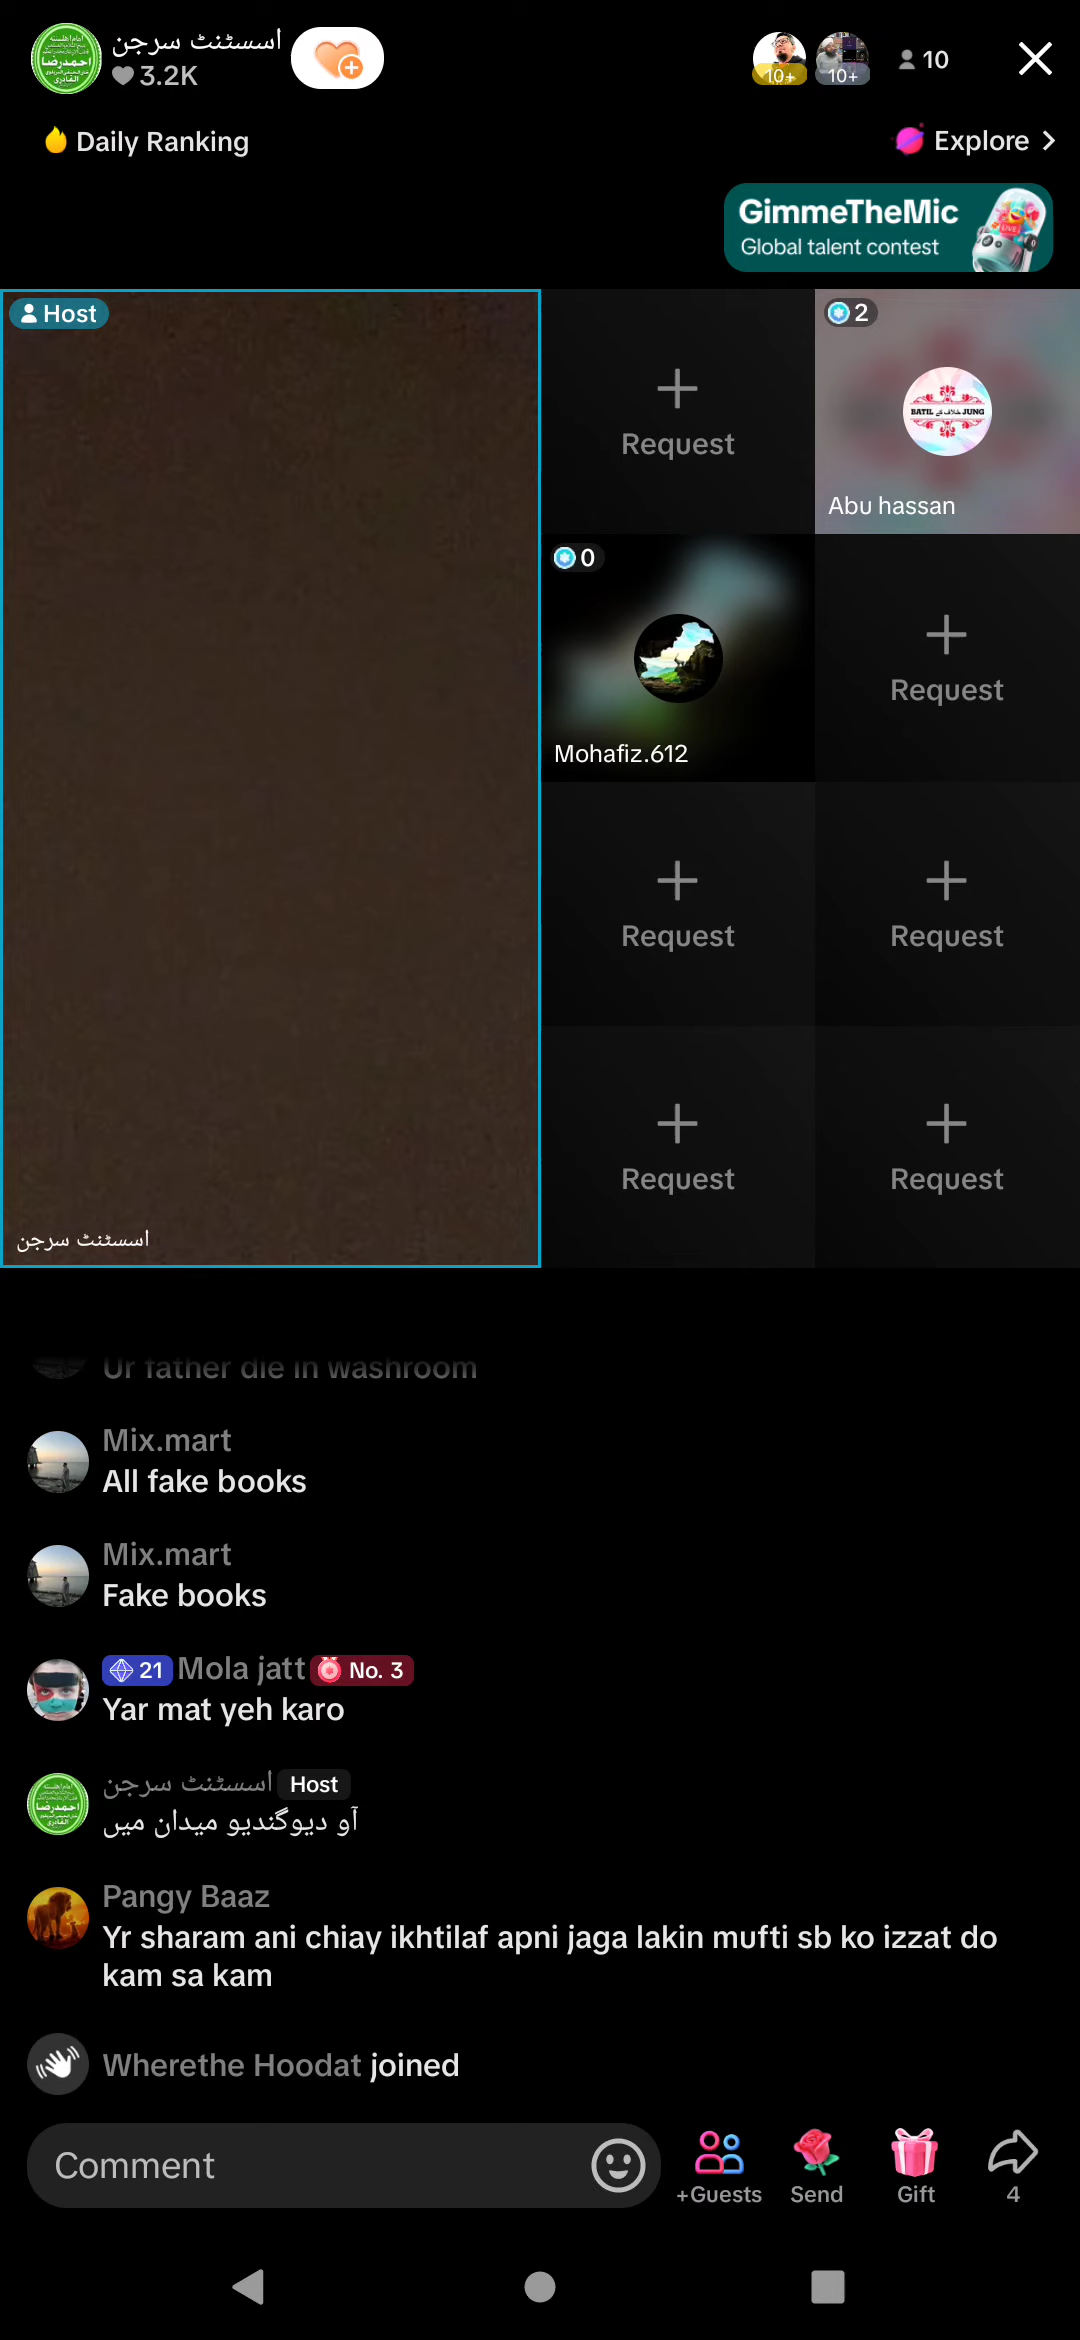 اسسٹنٹ سرجن
3.2K
10+
10+
10
Daily Ranking
Explore
GimmeTheMic
Global talent contest
Host
Request
2
BATIL کے خلاف JUNG
Abu hassan
0
Mohafiz.612
Request
Request
Request
Request
Request
اسسٹنٹ سرجن
Ur father die in washroom
Mix.mart
All fake books
Mix.mart
Fake books
21 Mola jatt No. 3
Yar mat yeh karo
اسسٹنٹ سرجن Host
آو دیوگندیو میدان میں
Pangy Baaz
Yr sharam ani chiay ikhtilaf apni jaga lakin mufti sb ko izzat do
kam sa kam
Wherethe Hoodat joined
Comment
+Guests
Send
Gift
4